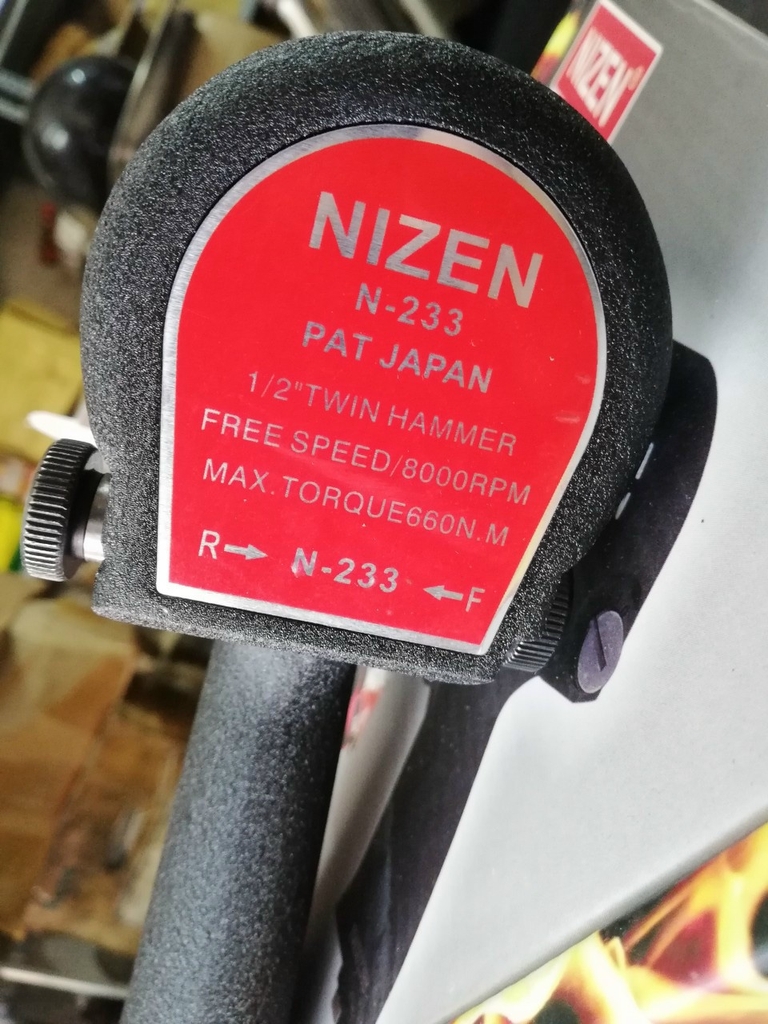 NIZEN
NIZEN
N-233
PAT JAPAN
1/2"TWIN HAMMER
FREE SPEED/8000RPM
MAX.TORQUE660N.M
R→ N-233 ←F